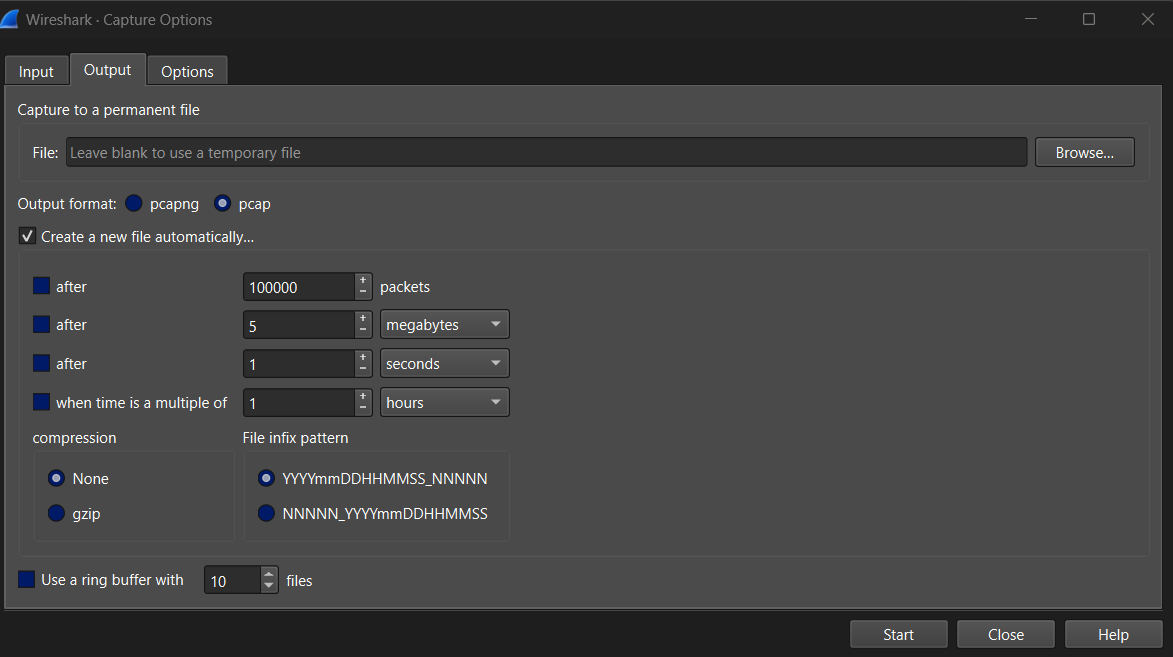 Wireshark · Capture Options
Input Output Options
Capture to a permanent file
File: Leave blank to use a temporary file Browse...
Output format: pcapng pcap
Create a new file automatically...
after 100000 packets
after 5 megabytes
after 1 seconds
when time is a multiple of 1 hours
compression File infix pattern
None YYYYmmDDHHMMSS_NNNNN
gzip NNNNN_YYYYmmDDHHMMSS
Use a ring buffer with 10 files
Start Close Help